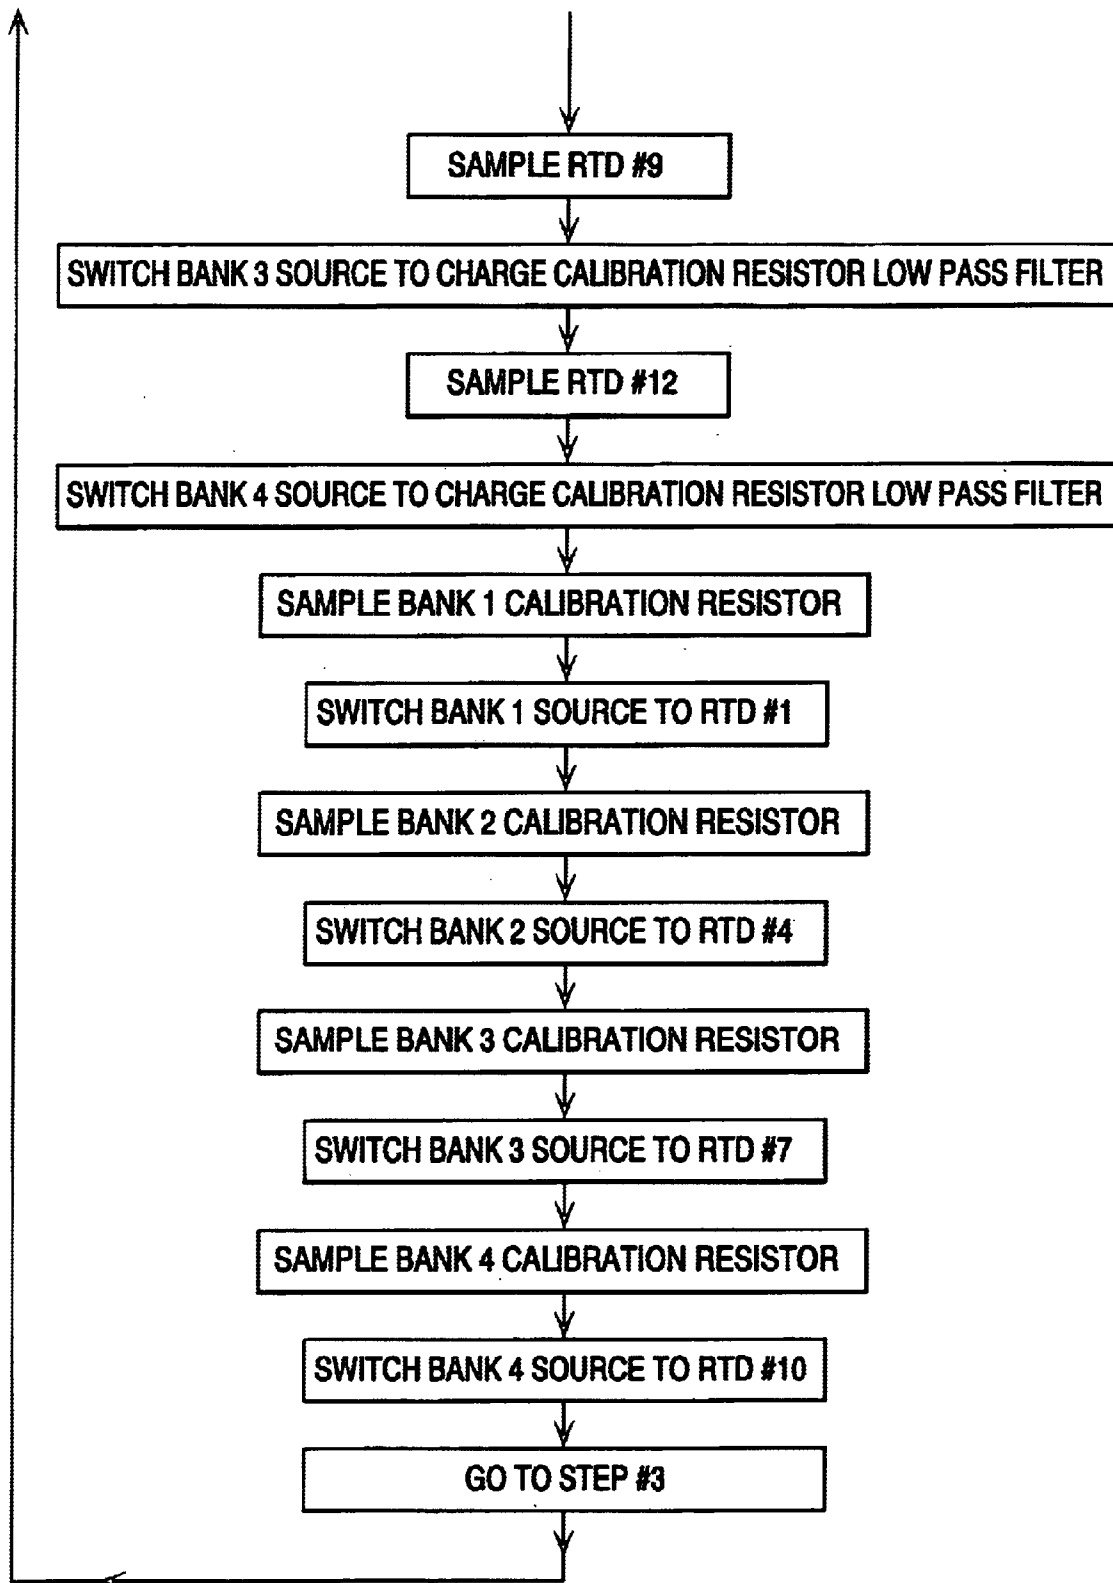 SAMPLE RTD #9
SWITCH BANK 3 SOURCE TO CHARGE CALIBRATION RESISTOR LOW PASS FILTER
SAMPLE RTD #12
SWITCH BANK 4 SOURCE TO CHARGE CALIBRATION RESISTOR LOW PASS FILTER
SAMPLE BANK 1 CALIBRATION RESISTOR
SWITCH BANK 1 SOURCE TO RTD #1
SAMPLE BANK 2 CALIBRATION RESISTOR
SWITCH BANK 2 SOURCE TO RTD #4
SAMPLE BANK 3 CALIBRATION RESISTOR
SWITCH BANK 3 SOURCE TO RTD #7
SAMPLE BANK 4 CALIBRATION RESISTOR
SWITCH BANK 4 SOURCE TO RTD #10
GO TO STEP #3